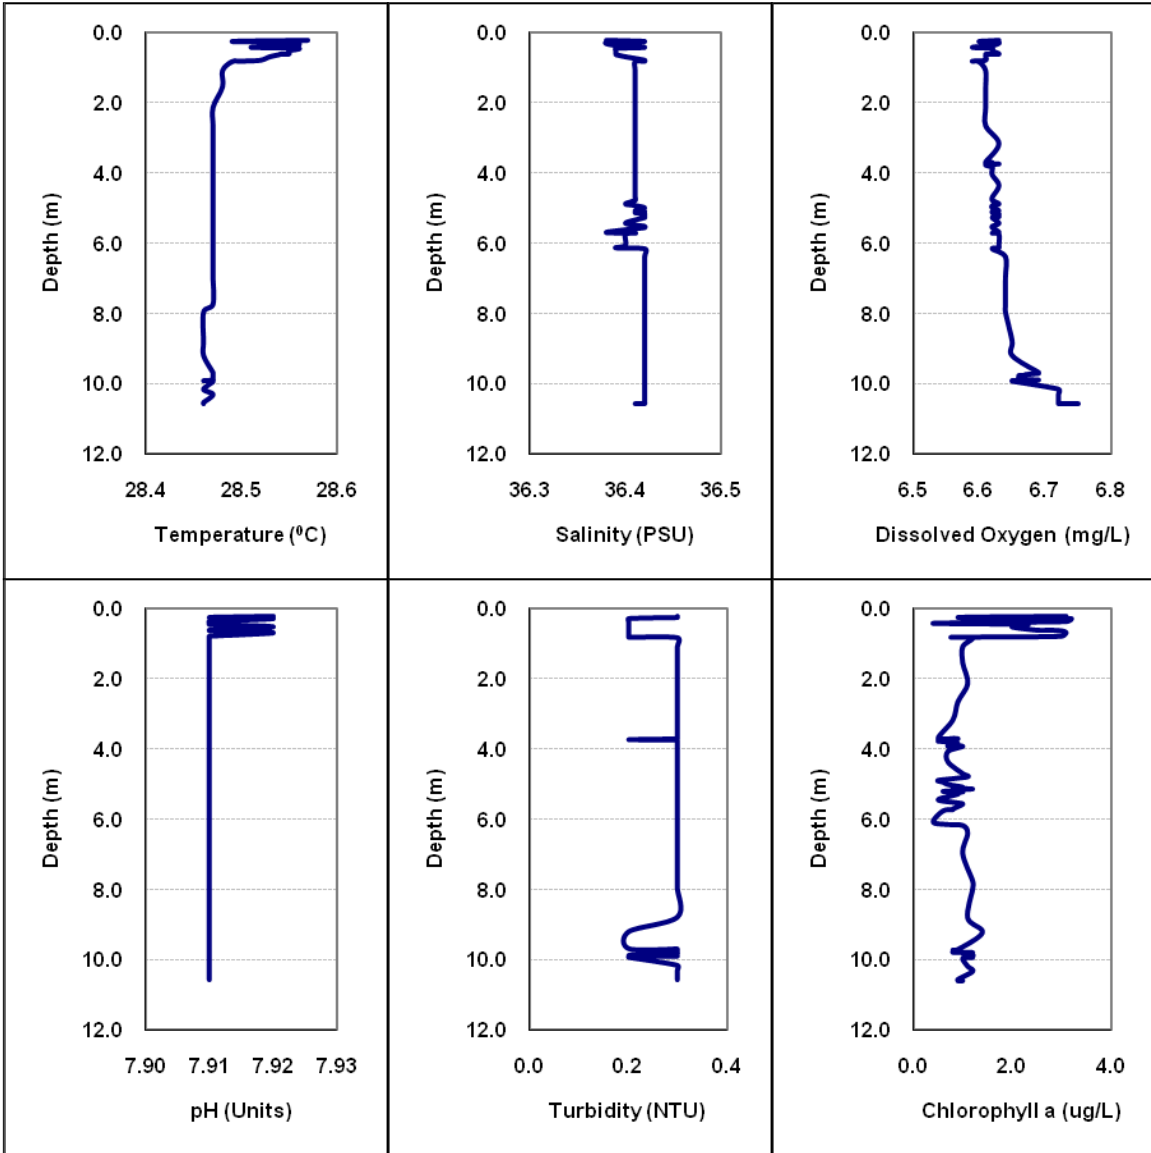 0.0
2.0
4.0
6.0
8.0
10.0
12.0
Depth (m)
28.4 28.5 28.6
Temperature (⁰C)
0.0
2.0
4.0
6.0
8.0
10.0
12.0
Depth (m)
36.3 36.4 36.5
Salinity (PSU)
0.0
2.0
4.0
6.0
8.0
10.0
12.0
Depth (m)
6.5 6.6 6.7 6.8
Dissolved Oxygen (mg/L)
0.0
2.0
4.0
6.0
8.0
10.0
12.0
Depth (m)
7.90 7.91 7.92 7.93
pH (Units)
0.0
2.0
4.0
6.0
8.0
10.0
12.0
Depth (m)
0.0 0.2 0.4
Turbidity (NTU)
0.0
2.0
4.0
6.0
8.0
10.0
12.0
Depth (m)
0.0 2.0 4.0
Chlorophyll a (ug/L)